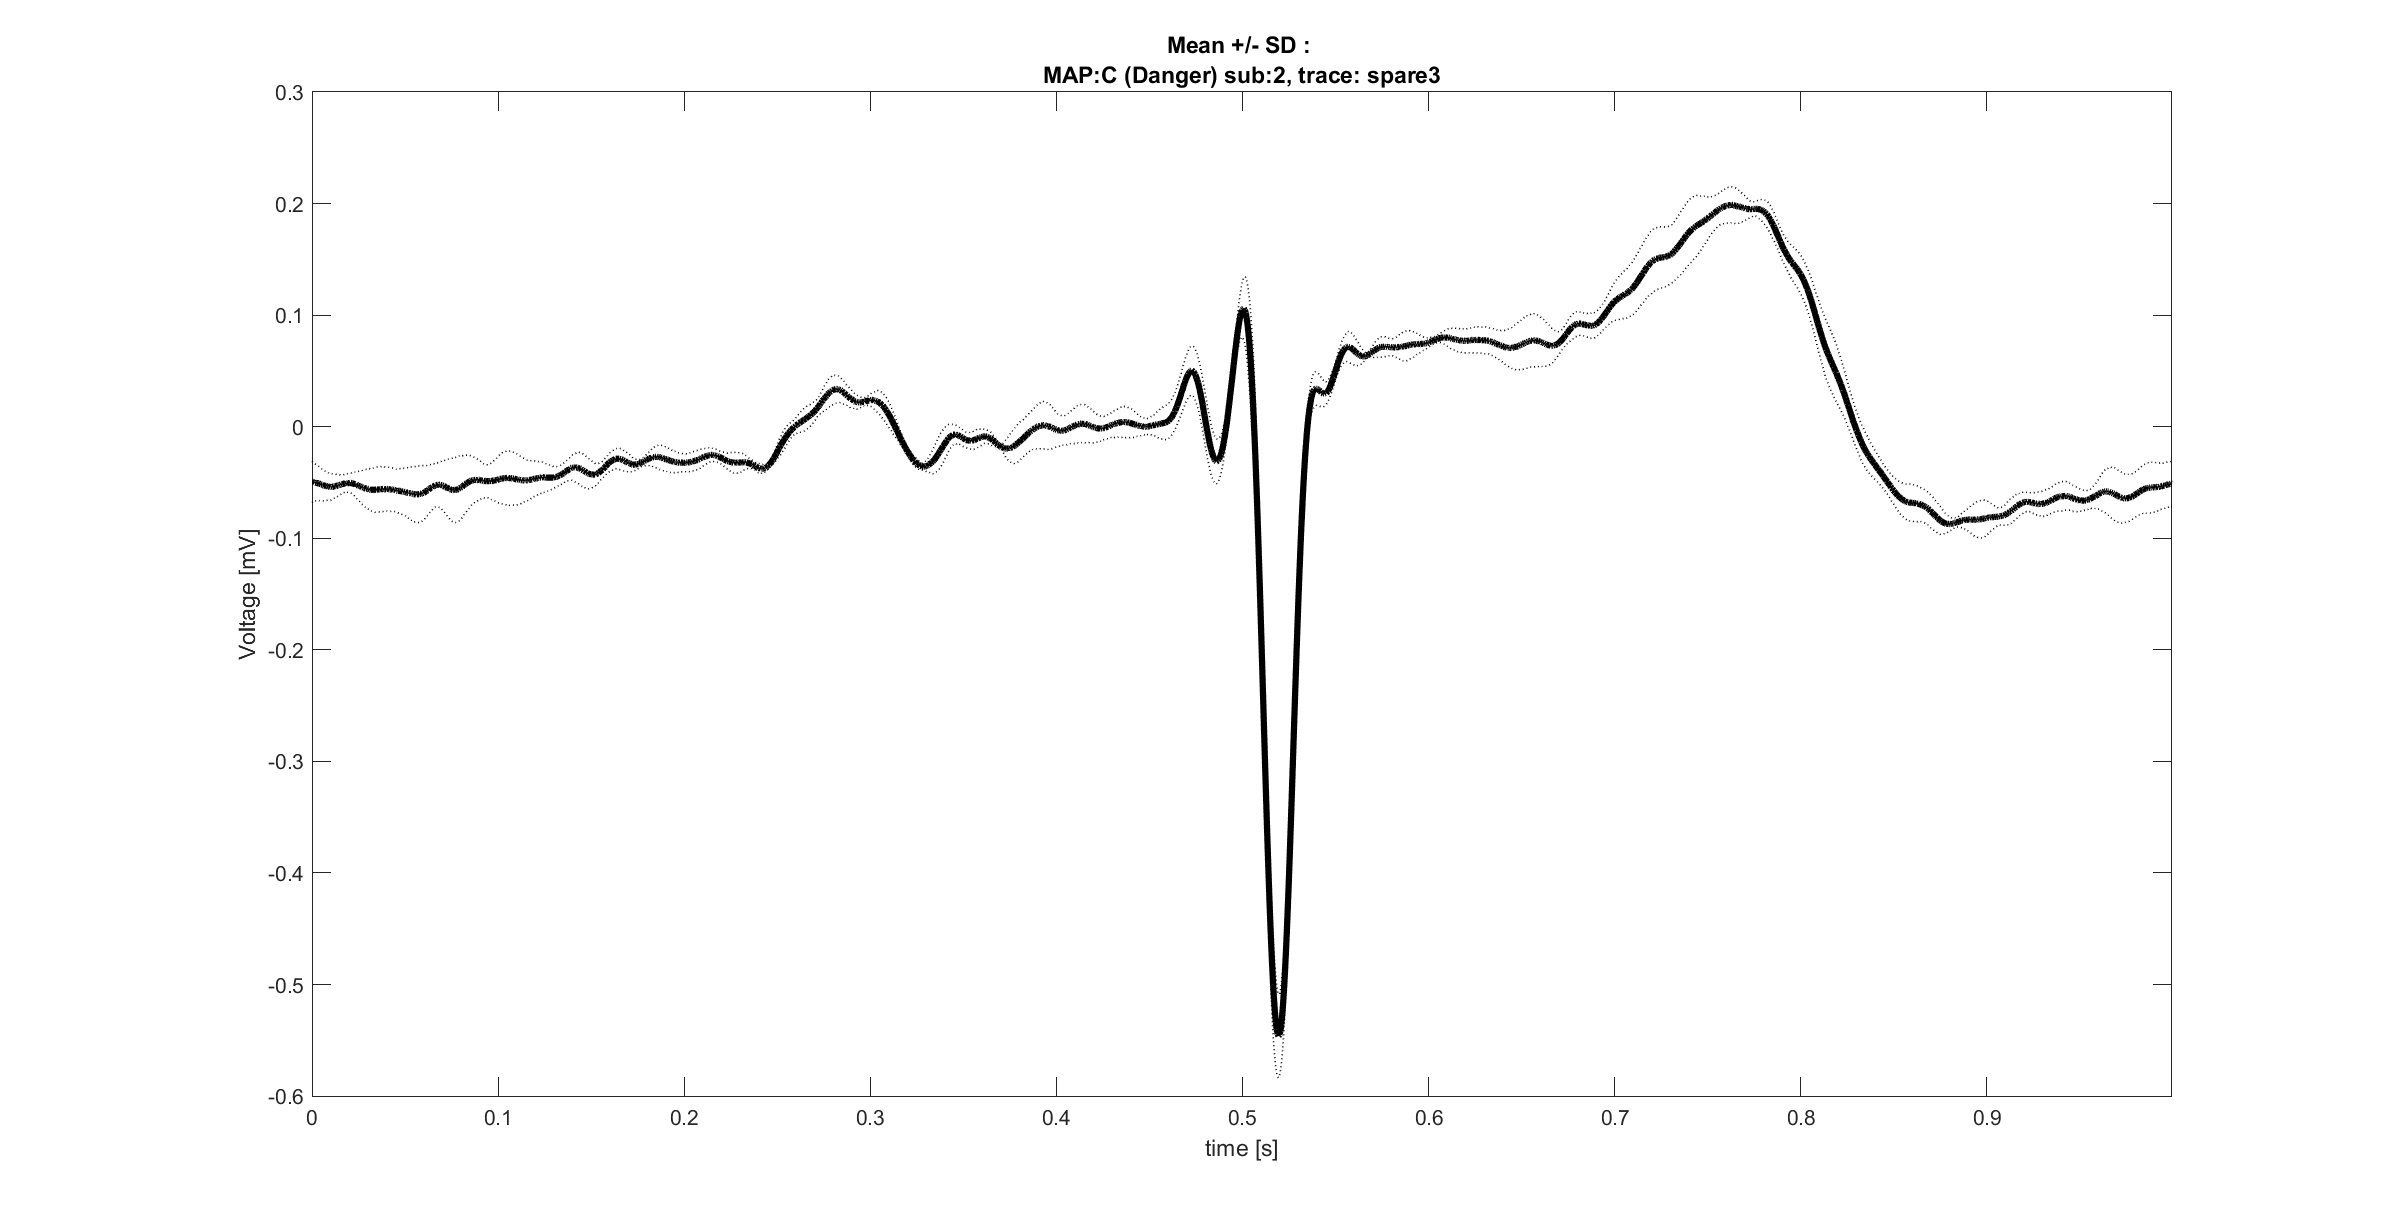 Mean +/- SD :
MAP:C (Danger) sub:2, trace: spare3
0.3
0.2
0.1
0
-0.1
-0.2
-0.3
-0.4
-0.5
-0.6
Voltage [mV]
0 0.1 0.2 0.3 0.4 0.5 0.6 0.7 0.8 0.9
time [s]